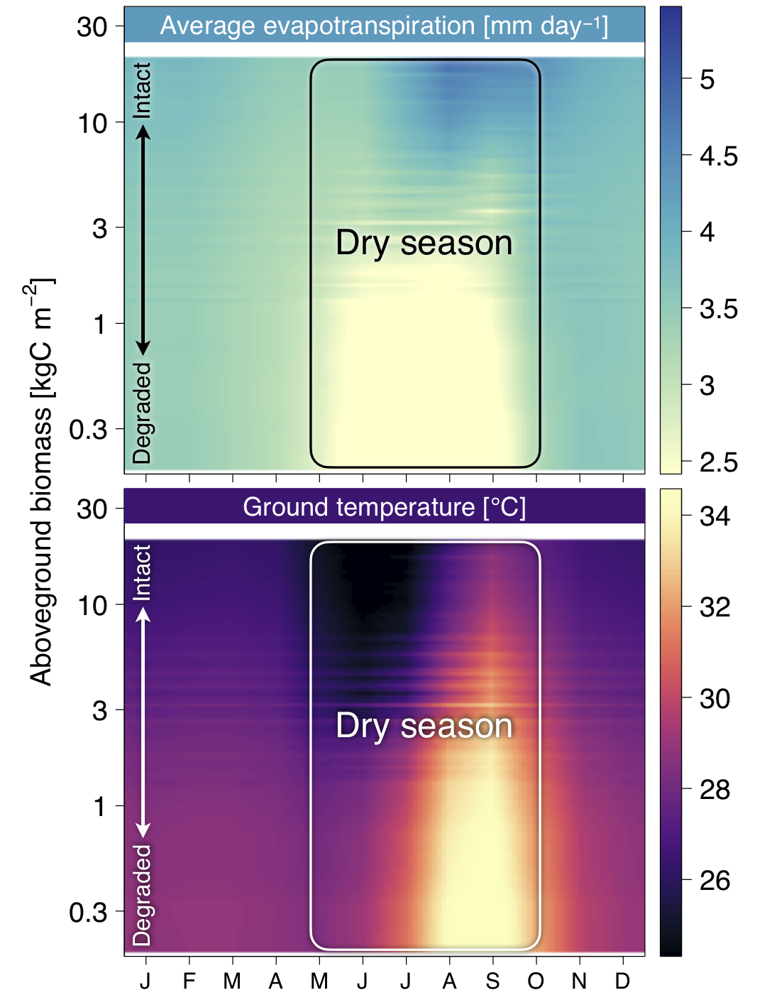 Average evapotranspiration [mm day⁻¹]
30
10
3
1
0.3
Intact
Degraded
Dry season
5
4.5
4
3.5
3
2.5
Aboveground biomass [kgC m⁻²]
Ground temperature [°C]
30
10
3
1
0.3
Intact
Degraded
Dry season
34
32
30
28
26
J F M A M J J A S O N D